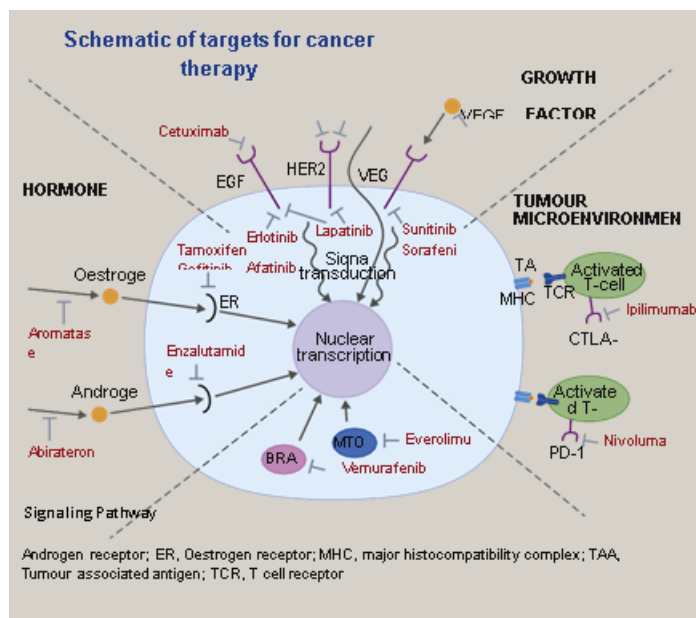 Schematic of targets for cancer
therapy
GROWTH
FACTOR
VEGF
Cetuximab
EGF
HER2
VEG
HORMONE
TUMOUR
MICROENVIRONMEN
Erlotinib
Lapatinib
Sunitinib
Sorafeni
Tamoxifen
Gefitinib
Afatinib
Signa
transduction
Oestroge
ER
TA
MHC
TCR
Activated
T-cell
Ipilimumab
CTLA-
Aromatas
e
Enzalutamid
e
Nuclear
transcription
Androge
Activate
d T-
Abirateron
BRA
MTO
Everolimu
Vemurafenib
PD-1
Nivoluma
Signaling Pathway
Androgen receptor; ER, Oestrogen receptor; MHC, major histocompatibility complex; TAA,
Tumour associated antigen; TCR, T cell receptor